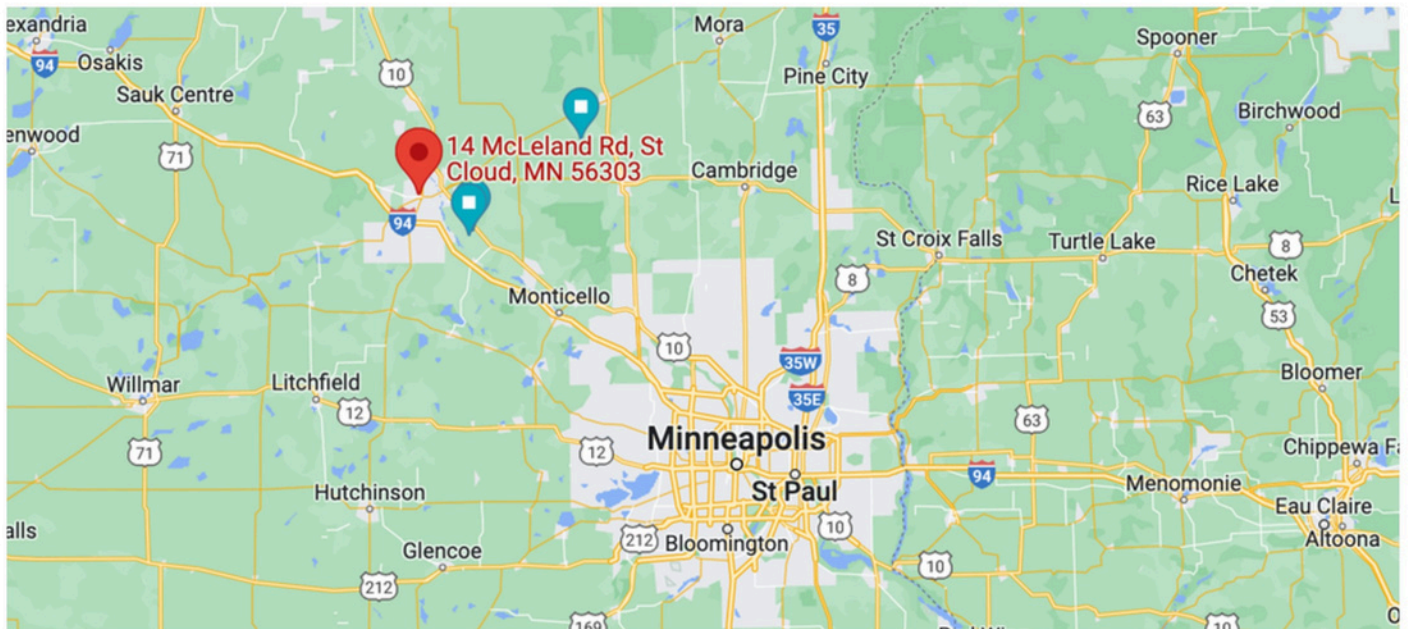 exandria
Mora
35
Spooner
94
Osakis
10
Pine City
Sauk Centre
63
Birchwood
enwood
71
14 McLeland Rd, St
Cloud, MN 56303
Cambridge
Rice Lake
L
94
St Croix Falls
Turtle Lake
8
8
Chetek
Monticello
53
10
35W
Willmar
Litchfield
35E
Bloomer
12
63
Minneapolis
71
12
Chippewa Fa
94
St Paul
Menomonie
Hutchinson
Eau Claire
alls
10
212
Bloomington
Altoona
Glencoe
10
212
169
10
O